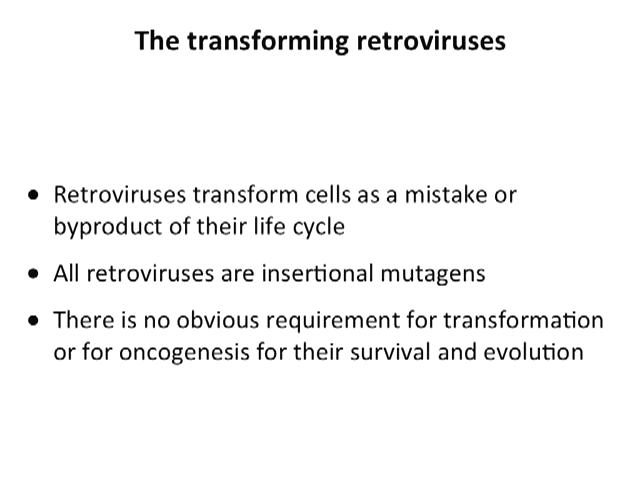 The transforming retroviruses
● Retroviruses transform cells as a mistake or
byproduct of their life cycle
● All retroviruses are insertional mutagens
● There is no obvious requirement for transformation
or for oncogenesis for their survival and evolution